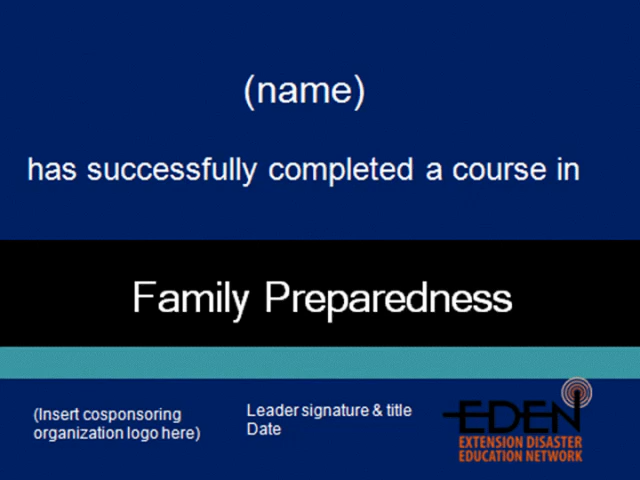 (name)
has successfully completed a course in
Family Preparedness
(Insert cosponsoring
organization logo here)
Leader signature & title
Date
EDEN
EXTENSION DISASTER
EDUCATION NETWORK